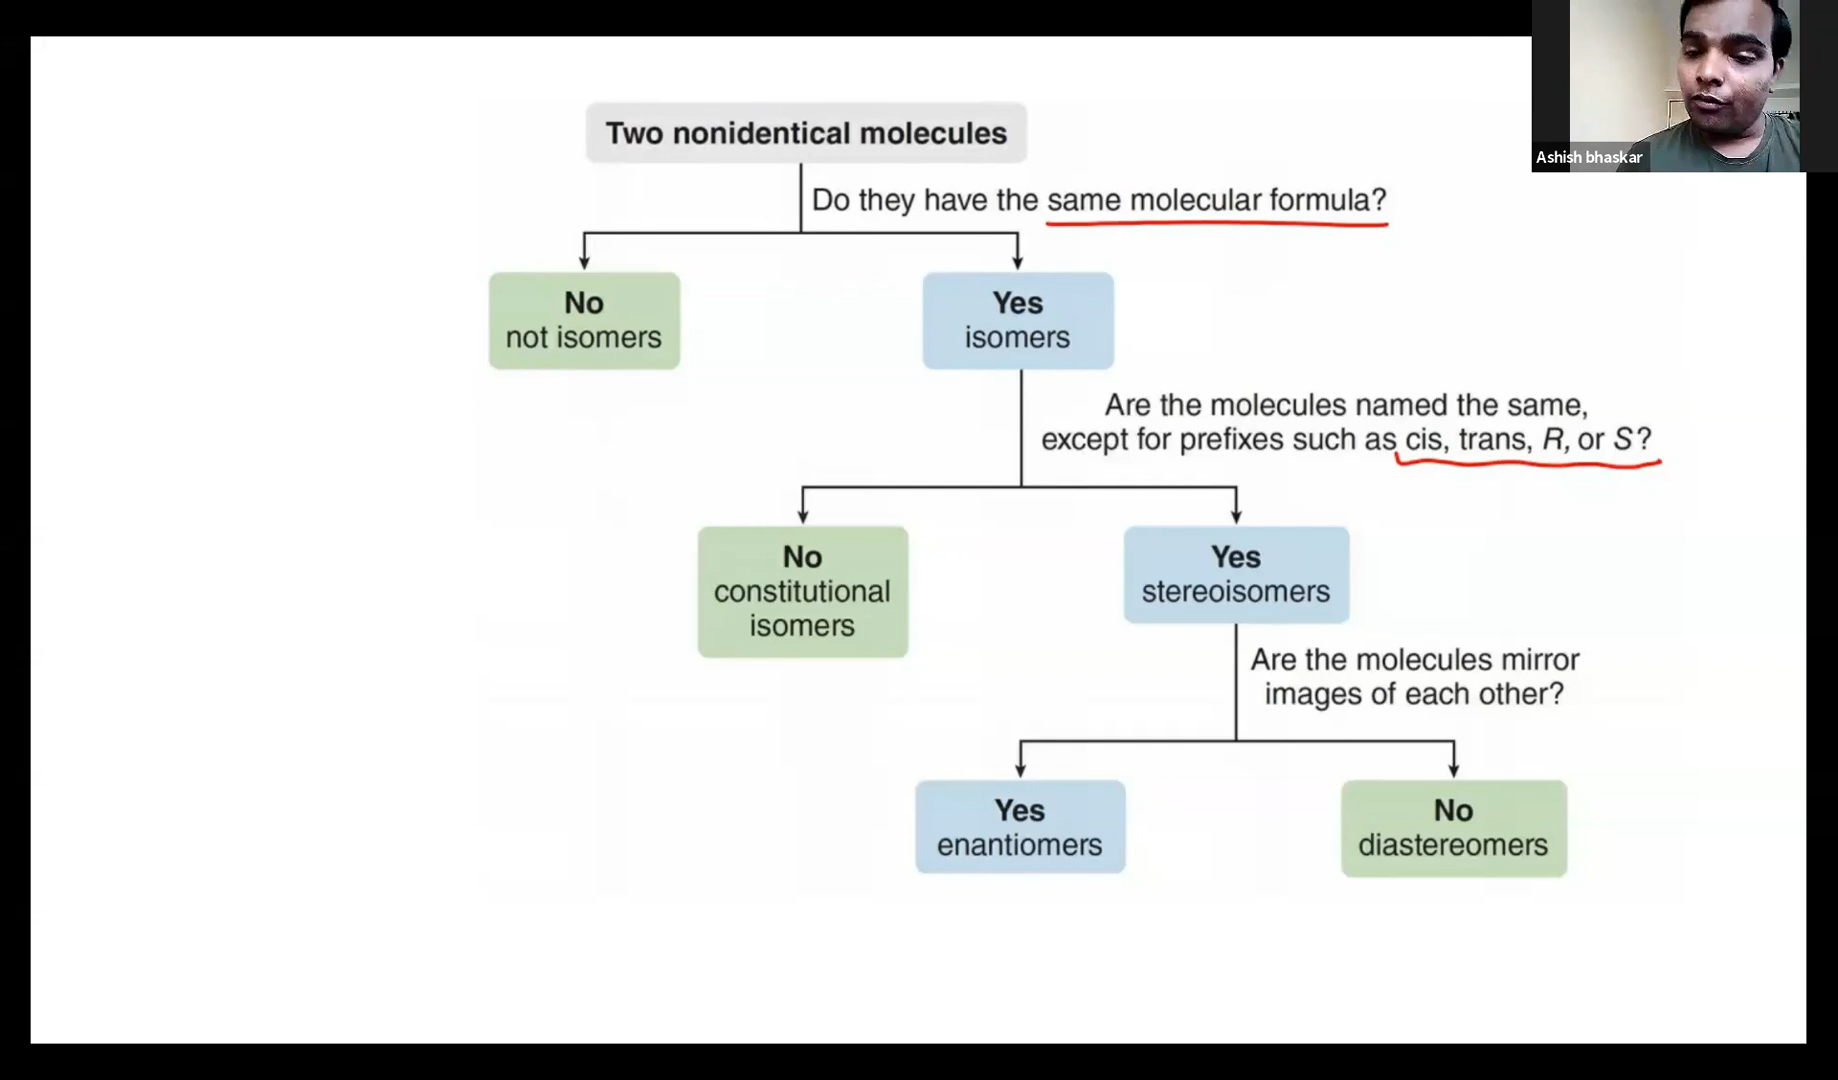 Two nonidentical molecules
Ashish bhaskar
Do they have the same molecular formula?
No
not isomers
Yes
isomers
Are the molecules named the same,
except for prefixes such as cis, trans, R, or S?
No
constitutional
isomers
Yes
stereoisomers
Are the molecules mirror
images of each other?
Yes
enantiomers
No
diastereomers